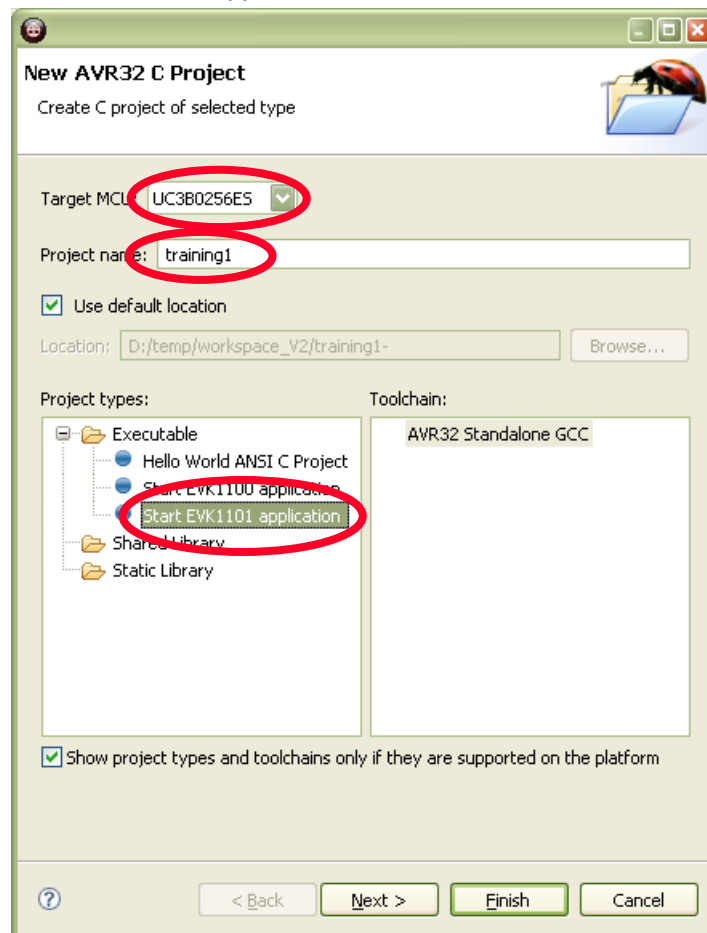 New AVR32 C Project
Create C project of selected type
Target MCU: UC3B0256ES
Project name: training1
Use default location
Location: D:/temp/workspace_V2/training1-
Browse...
Project types:
Toolchain:
Executable
AVR32 Standalone GCC
Hello World ANSI C Project
Start EVK1100 application
Start EVK1101 application
Shared Library
Static Library
Show project types and toolchains only if they are supported on the platform
< Back
Next >
Finish
Cancel